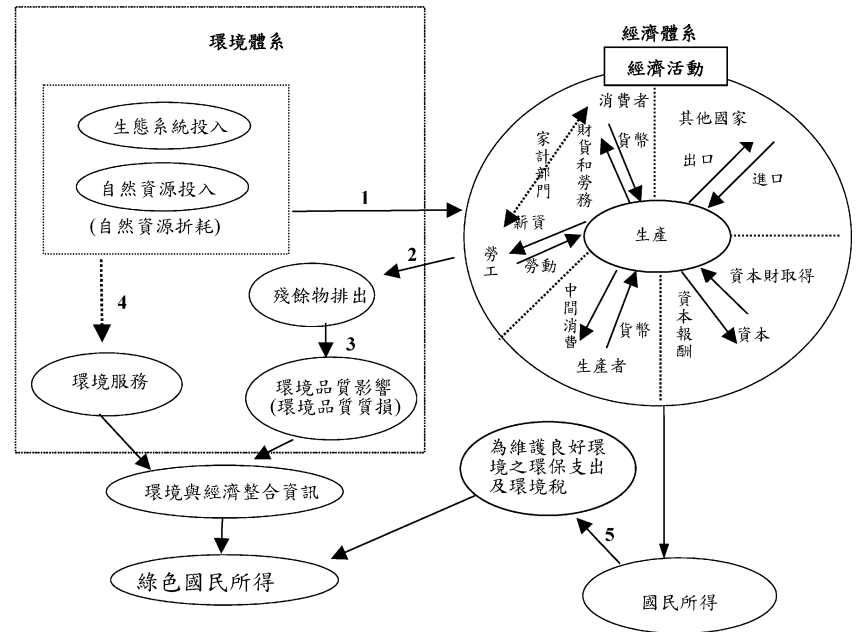 環境體系
生態系統投入
自然資源投入
(自然資源折耗)
1
2
殘餘物排出
3
4
環境服務
環境品質影響
(環境品質質損)
環境與經濟整合資訊
綠色國民所得
經濟體系
經濟活動
消費者
家計部門
財貨和勞務
貨幣
其他國家
出口
進口
薪資
勞工
勞動
生產
中間消費
貨幣
生產者
資本報酬
資本財取得
資本
為維護良好環
境之環保支出
及環境稅
5
國民所得